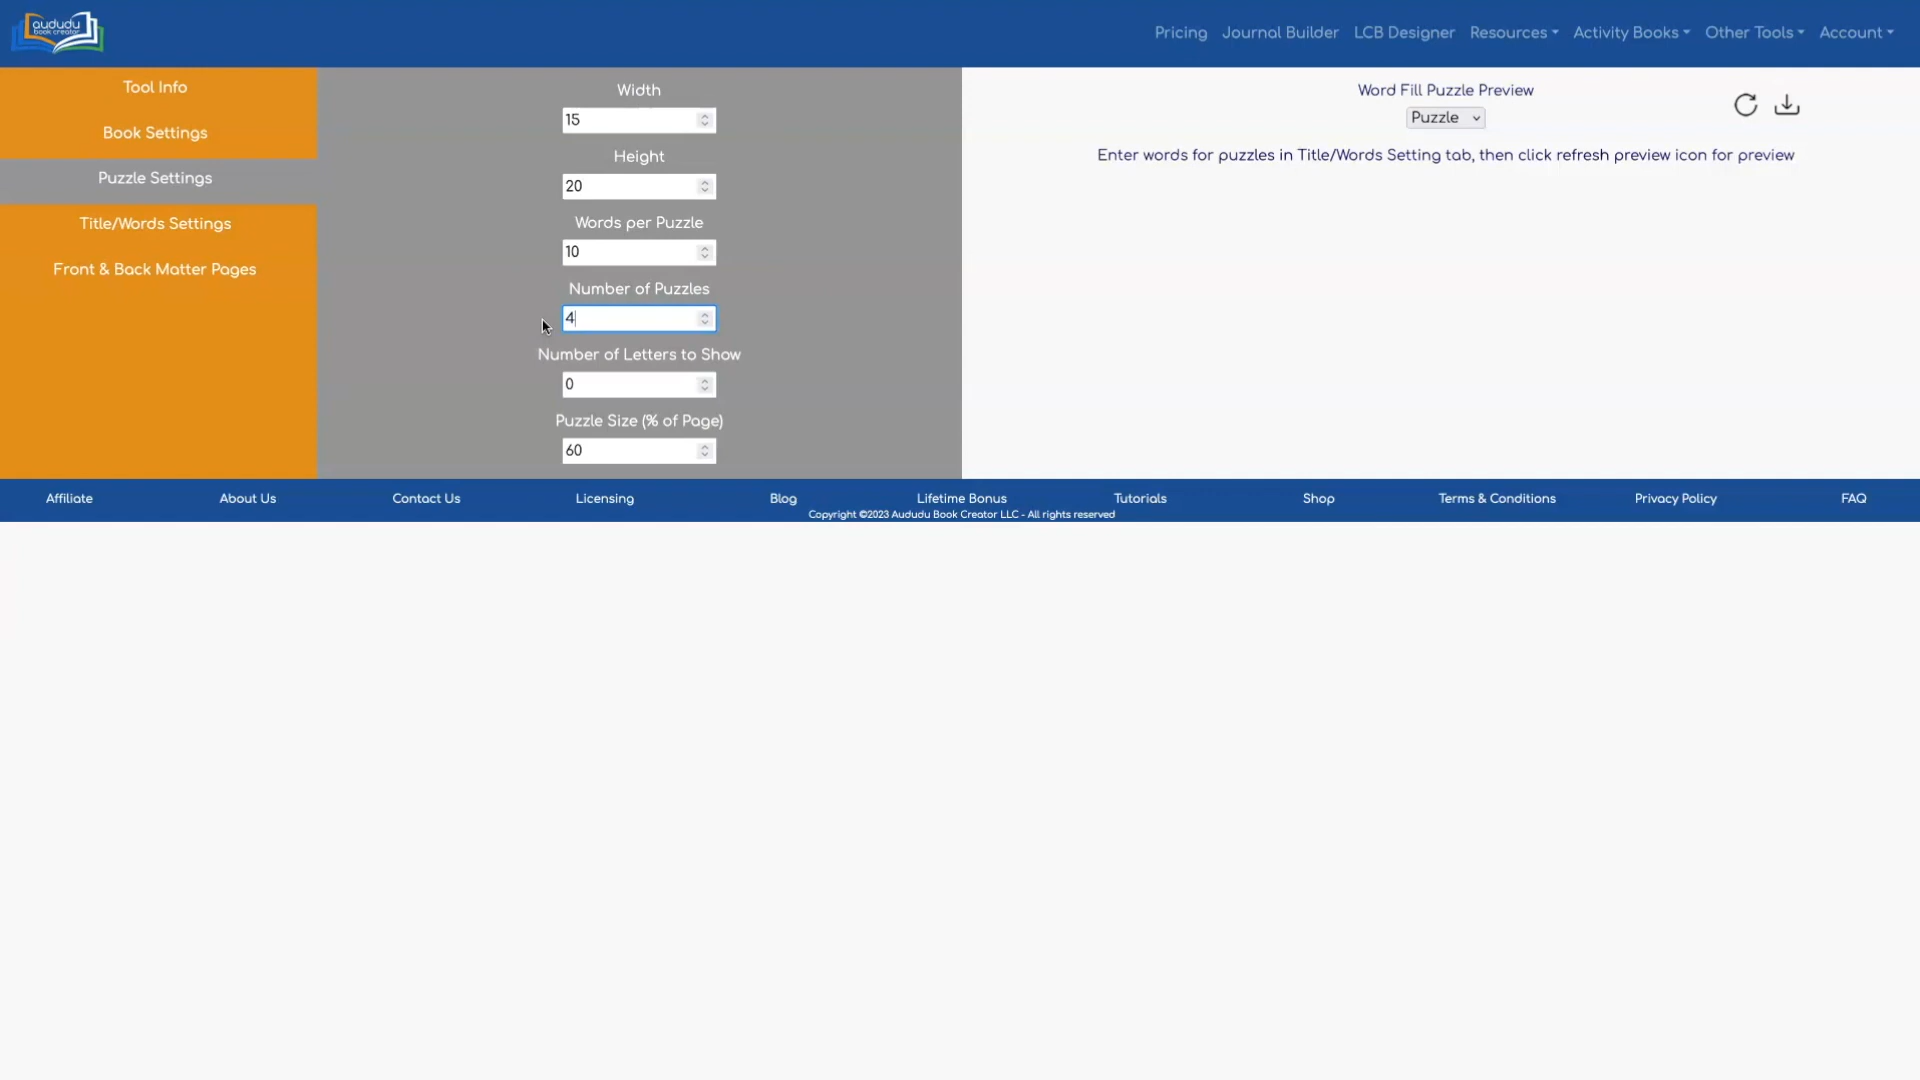 aududu
book creator
Pricing Journal Builder LCB Designer Resources Activity Books Other Tools Account
Tool Info
Book Settings
Puzzle Settings
Title/Words Settings
Front & Back Matter Pages
Width
15
Height
20
Words per Puzzle
10
Number of Puzzles
4
Number of Letters to Show
0
Puzzle Size (% of Page)
60
Word Fill Puzzle Preview
Puzzle
Enter words for puzzles in Title/Words Setting tab, then click refresh preview icon for preview
Affiliate About Us Contact Us Licensing Blog Lifetime Bonus Tutorials Shop Terms & Conditions Privacy Policy FAQ
Copyright ©2023 Aududu Book Creator LLC - All rights reserved